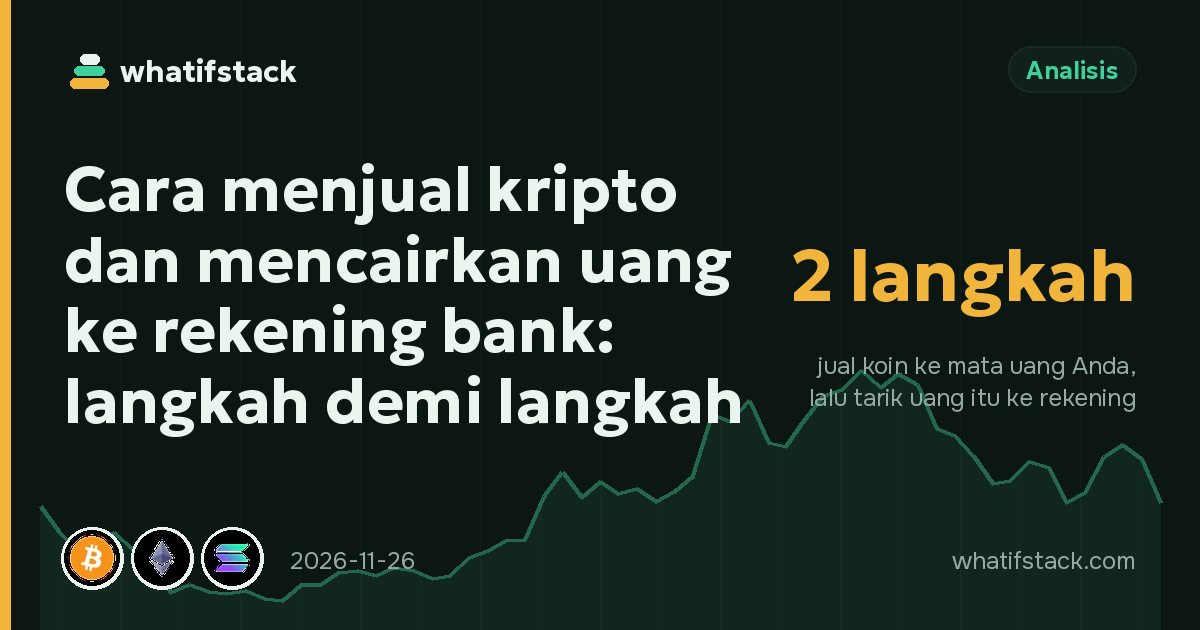 whatifstack
Analisis
Cara menjual kripto
dan mencairkan uang
ke rekening bank:
langkah demi langkah
2 langkah
jual koin ke mata uang Anda,
lalu tarik uang itu ke rekening
2026-11-26
whatifstack.com